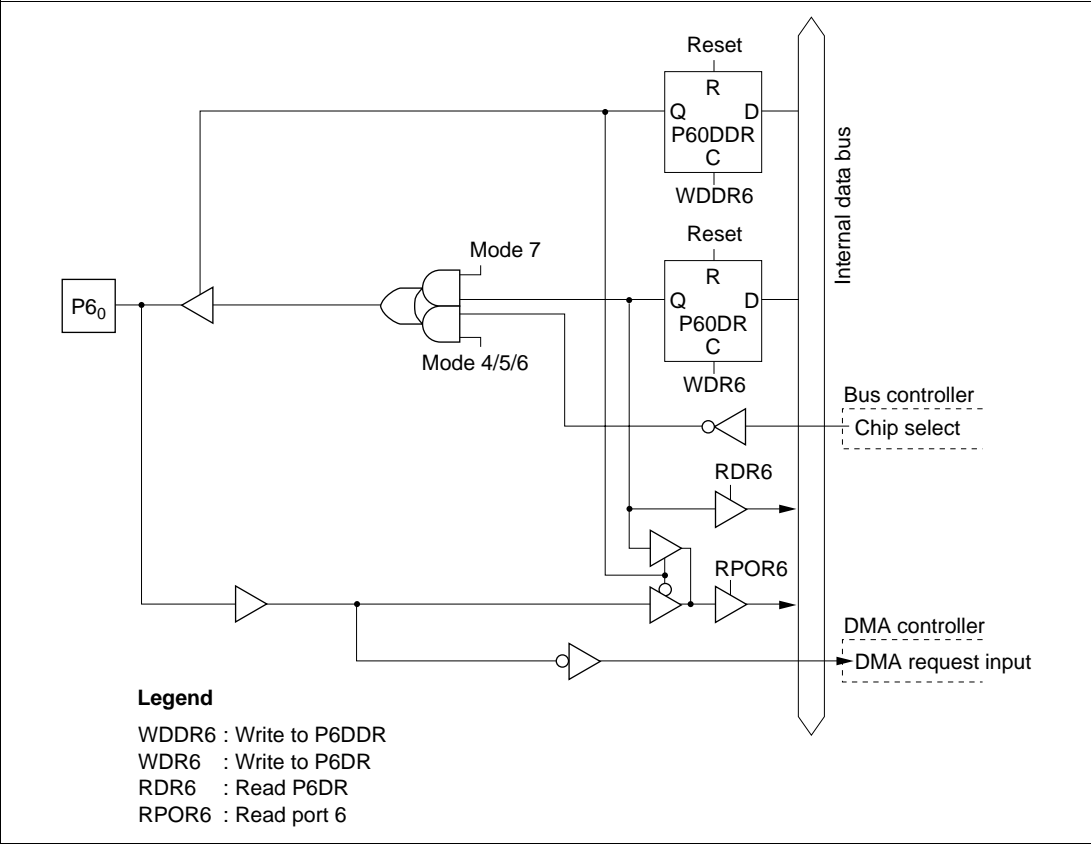 Reset
R
Q D
P60DDR
C
WDDR6
Internal data bus
Reset
Mode 7
R
Q D
P6₀
P60DR
C
Mode 4/5/6
WDR6
Bus controller
Chip select
RDR6
RPOR6
DMA controller
DMA request input
Legend
WDDR6 : Write to P6DDR
WDR6 : Write to P6DR
RDR6 : Read P6DR
RPOR6 : Read port 6